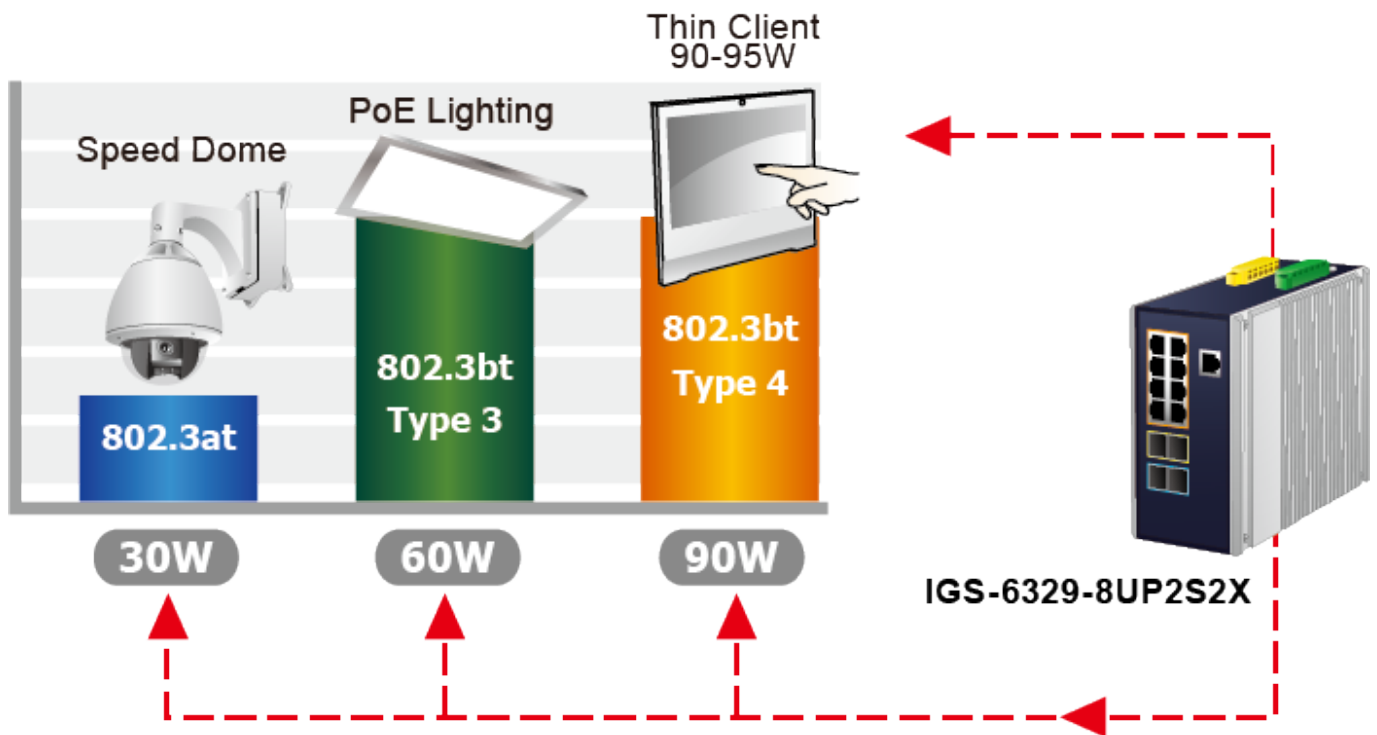 Thin Client
90-95W
PoE Lighting
Speed Dome
802.3at
802.3bt
Type 3
802.3bt
Type 4
30W
60W
90W
IGS-6329-8UP2S2X